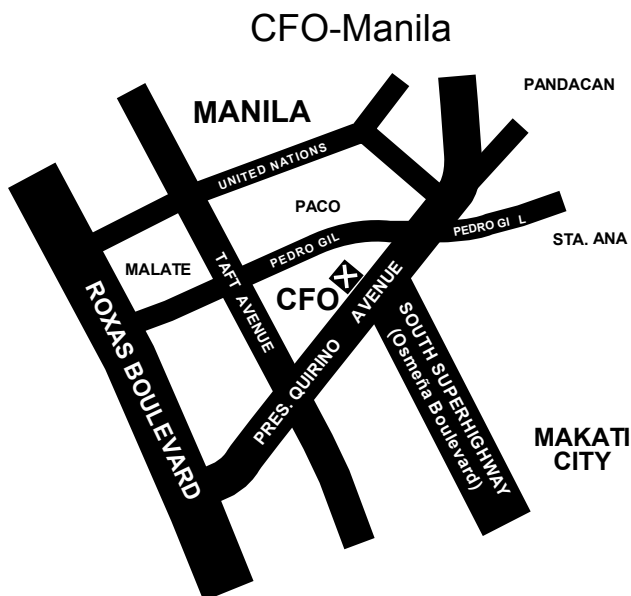 CFO-Manila
PANDACAN
MANILA
UNITED NATIONS
PACO
PEDRO GIL
PEDRO GI L
STA. ANA
MALATE
TAFT AVENUE
CFO
ROXAS BOULEVARD
PRES. QUIRINO AVENUE
SOUTH SUPERHIGHWAY
(Osmeña Boulevard)
MAKATI
CITY